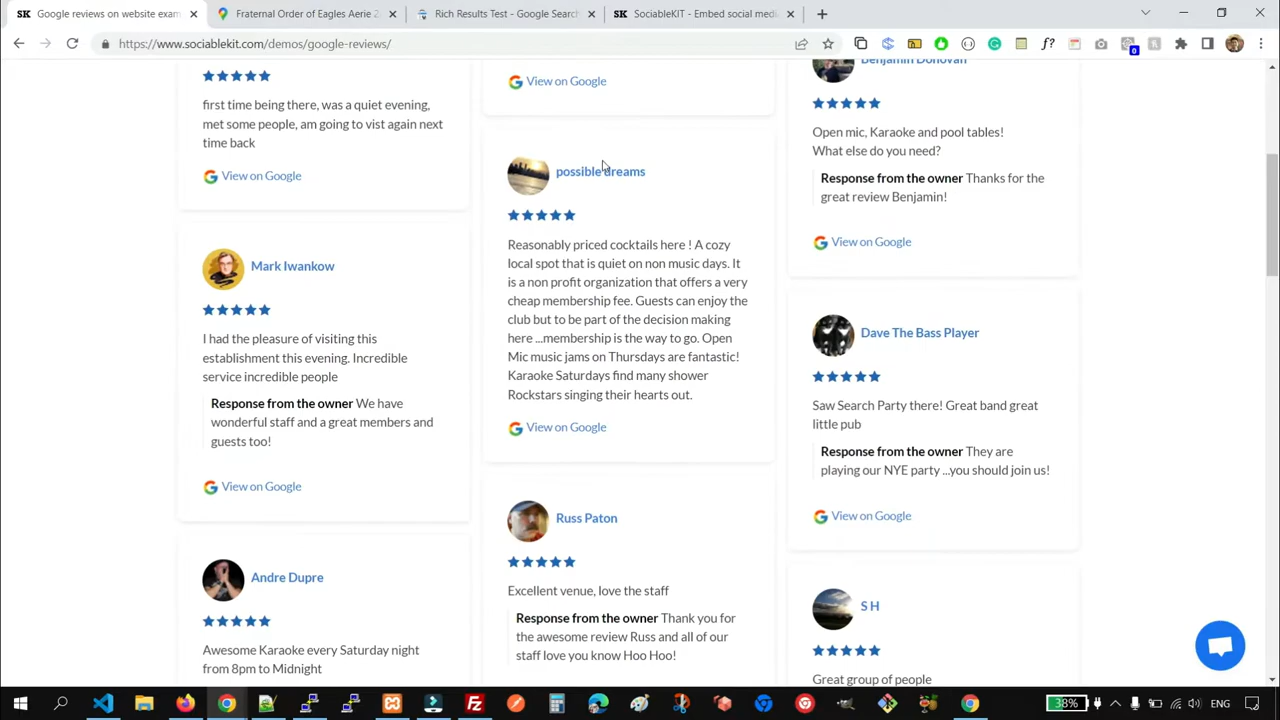 SK Google reviews on website exam
Fraternal Order of Eagles Aerie 2
Rich Results Test - Google Search
SK SociableKIT - Embed social medi
https://www.sociablekit.com/demos/google-reviews/
f?
0
first time being there, was a quiet evening,
met some people, am going to vist again next
time back
View on Google
Mark Iwankow
I had the pleasure of visiting this
establishment this evening. Incredible
service incredible people
Response from the owner We have
wonderful staff and a great members and
guests too!
View on Google
Andre Dupre
Awesome Karaoke every Saturday night
from 8pm to Midnight
View on Google
possible dreams
Reasonably priced cocktails here ! A cozy
local spot that is quiet on non music days. It
is a non profit organization that offers a very
cheap membership fee. Guests can enjoy the
club but to be part of the decision making
here ...membership is the way to go. Open
Mic music jams on Thursdays are fantastic!
Karaoke Saturdays find many shower
Rockstars singing their hearts out.
View on Google
Russ Paton
Excellent venue, love the staff
Response from the owner Thank you for
the awesome review Russ and all of our
staff love you know Hoo Hoo!
Benjamin Donovan
Open mic, Karaoke and pool tables!
What else do you need?
Response from the owner Thanks for the
great review Benjamin!
View on Google
Dave The Bass Player
Saw Search Party there! Great band great
little pub
Response from the owner They are
playing our NYE party ...you should join us!
View on Google
S H
Great group of people
38%
ENG